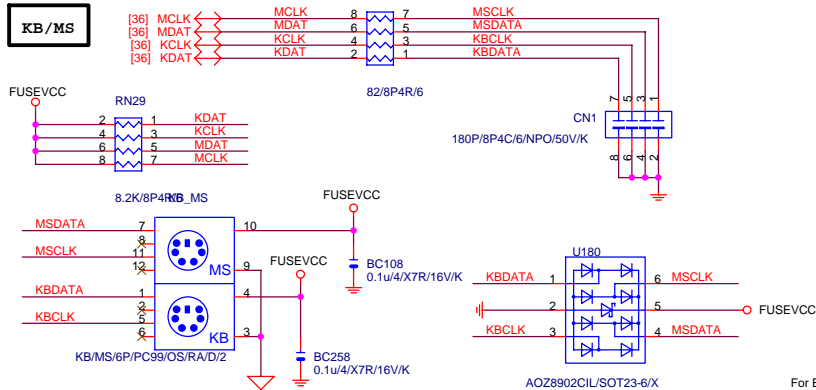 KB/MS
[36] MCLK MCLK 8 7 MSCLK
[36] MDAT MDAT 6 5 MSDATA
[36] KCLK KCLK 4 3 KBCLK
[36] KDAT KDAT 2 1 KBDATA
82/8P4R/6
FUSEVCC
RN29
2 1 KDAT
4 3 KCLK
6 5 MDAT
8 7 MCLK
8.2K/8P4R/6
7 5 3 1
CN1
180P/8P4C/6/NPO/50V/K
8 6 4 2
KB_MS
MSDATA 7 10
8
MSCLK 11
12 MS 9
KBDATA 1 4
2
KBCLK 5
6 KB 3
KB/MS/6P/PC99/OS/RA/D/2
FUSEVCC
BC108
0.1u/4/X7R/16V/K
FUSEVCC
BC258
0.1u/4/X7R/16V/K
U180
KBDATA 1 6 MSCLK
2 5 FUSEVCC
KBCLK 3 4 MSDATA
AOZ8902CIL/SOT23-6/X
For E